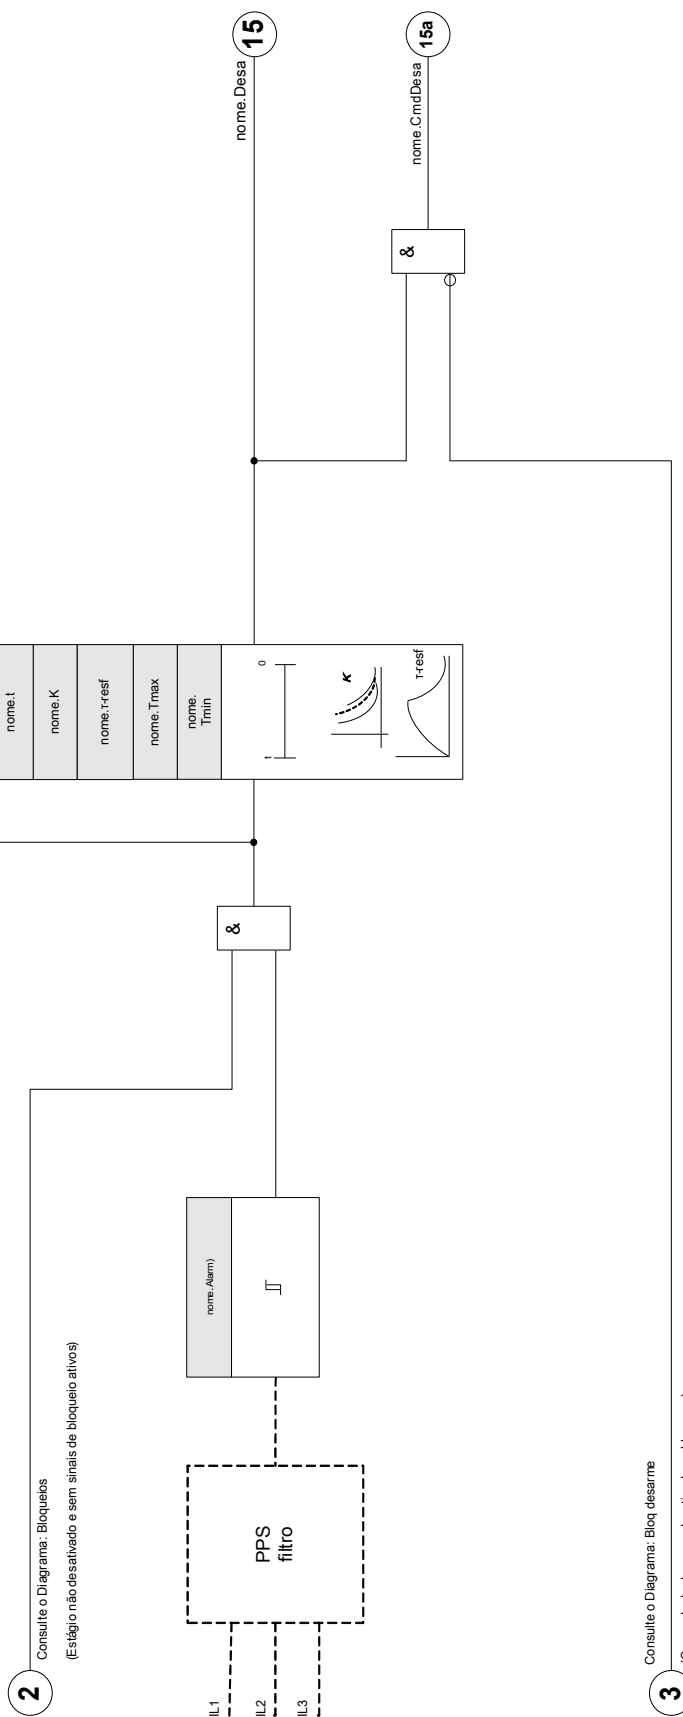 2
Consulte o Diagrama: Bloqueios
(Estágio não desativado e sem sinais de bloqueio ativos)
IL1
IL2
IL3
PPS
filtro
nome.Alarm)
&
nome.t
nome.K
nome.τ-resf
nome.Tmax
nome.
Tmin
t
0
K
τ-resf
nome.Desa
15
&
nome.CmdDesa
15a
3
Consulte o Diagrama: Bloq desarme